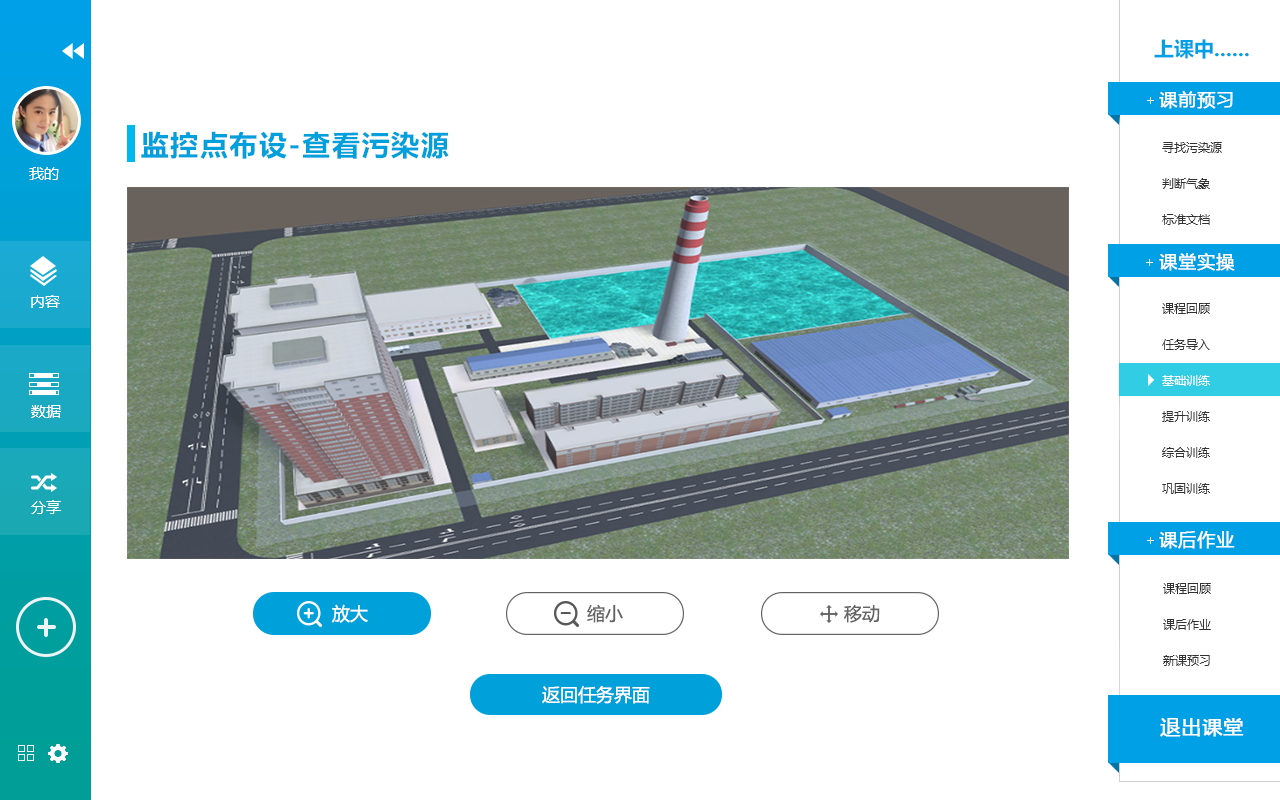 我的
内容
数据
分享
监控点布设-查看污染源
放大
缩小
移动
返回任务界面
上课中......
+ 课前预习
寻找污染源
判断气象
标准文档
+ 课堂实操
课程回顾
任务导入
基础训练
提升训练
综合训练
巩固训练
+ 课后作业
课程回顾
课后作业
新课预习
退出课堂